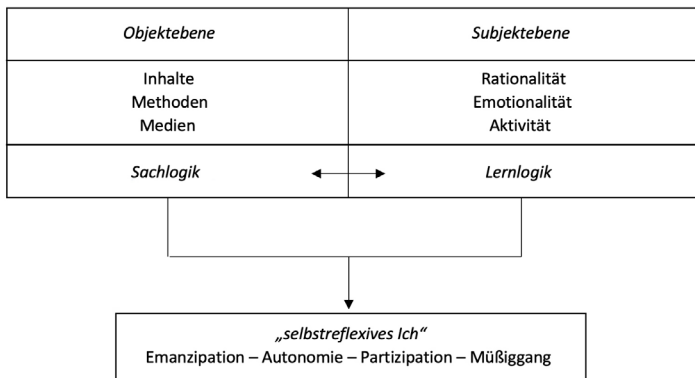 Objektebene
Subjektebene
Inhalte
Methoden
Medien
Rationalität
Emotionalität
Aktivität
Sachlogik
Lernlogik
„selbstreflexives Ich“
Emanzipation – Autonomie – Partizipation – Müßiggang